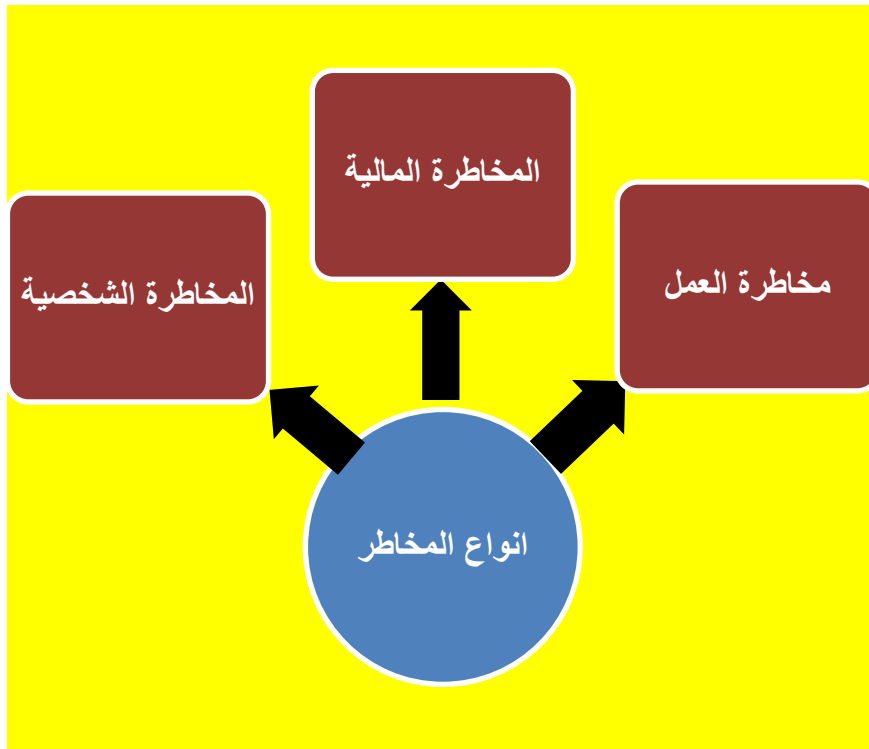 المخاطرة المالية
مخاطرة العمل
المخاطرة الشخصية
انواع المخاطر